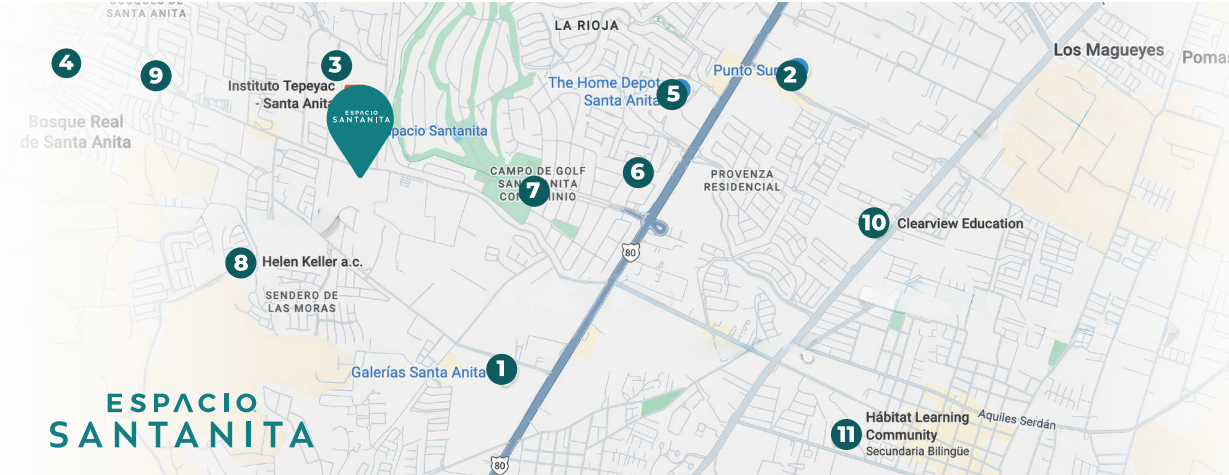 BOSQUES DE
SANTA ANITA
LA RIOJA
Los Magueyes
4
9
3
Instituto Tepeyac
- Santa Anita
ESPACIO
SANTANITA
Espacio Santanita
The Home Depot
Santa Anita
5
Punto Sur
2
Bosque Real
de Santa Anita
CAMPO DE GOLF
SANTA ANITA
CONDOMINIO
7
6
PROVENZA
RESIDENCIAL
10
Clearview Education
80
8
Helen Keller a.c.
SENDERO DE
LAS MORAS
Galerías Santa Anita
1
ESPACIO
SANTANITA
11
Hábitat Learning
Community
Secundaria Bilingüe
Aquiles Serdán
80